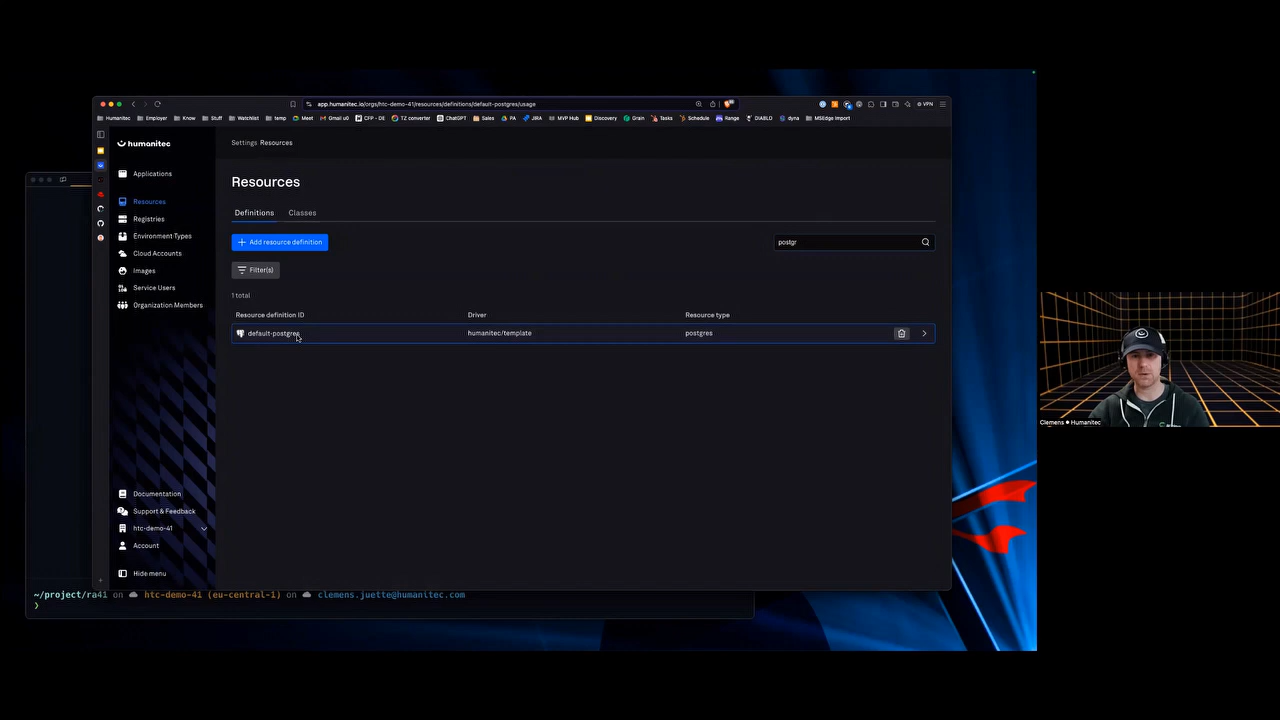 app.humanitec.io/orgs/htc-demo-41/resources/definitions/default-postgres/usage
VPN
Humanitec Employer Know Stuff Watchlist temp Meet Gmail u0 CFP - DE TZ converter ChatGPT Sales PA JIRA MVP Hub Discovery Grain Tasks Schedule Range DIABLO dyna MSEdge import
humanitec
Settings Resources
Applications
Resources
Registries
Environment Types
Cloud Accounts
Images
Service Users
Organization Members
Documentation
Support & Feedback
htc-demo-41
Account
Hide menu
Resources
Definitions Classes
+ Add resource definition
postgr
Filter(s)
1 total
Resource definition ID Driver Resource type
default-postgres humanitec/template postgres
~/project/ra41 on htc-demo-41 (eu-central-1) on clemens.juette@humanitec.com
❯
Clemens ● Humanitec